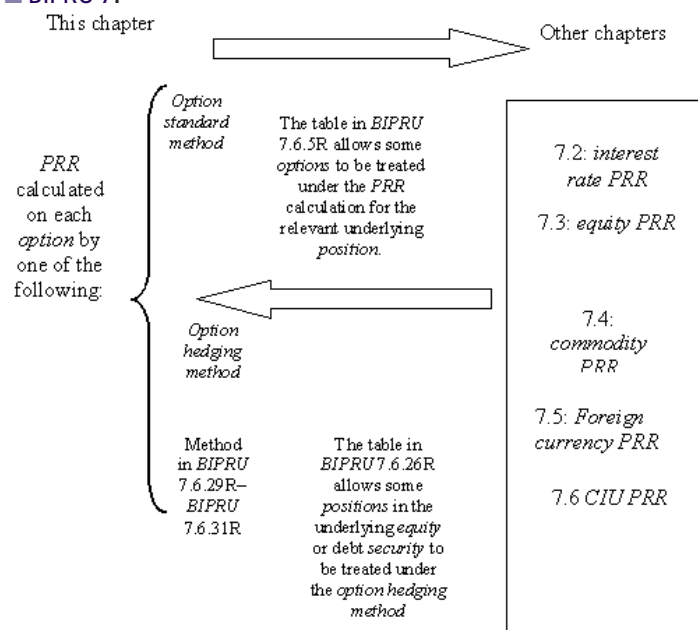 BIPRU 7.
This chapter
Other chapters
PRR
calculated
on each
option by
one of the
following:
Option
standard
method
The table in BIPRU
7.6.5R allows some
options to be treated
under the PRR
calculation for the
relevant underlying
position.
Option
hedging
method
Method
in BIPRU
7.6.29R–
BIPRU
7.6.31R
The table in
BIPRU 7.6.26R
allows some
positions in the
underlying equity
or debt security to
be treated under
the option hedging
method
7.2: interest
rate PRR
7.3: equity PRR
7.4:
commodity
PRR
7.5: Foreign
currency PRR
7.6 CIU PRR